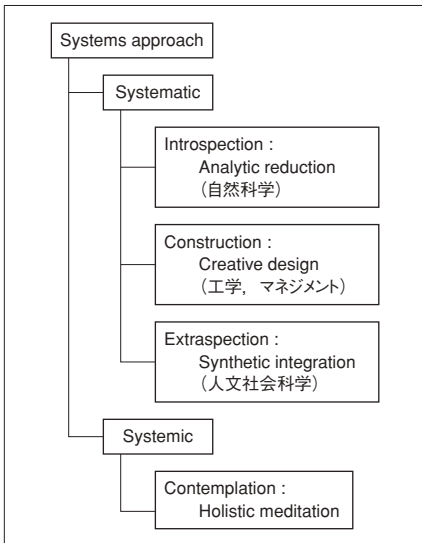 Systems approach
Systematic
Introspection :
Analytic reduction
（自然科学）
Construction :
Creative design
（工学，マネジメント）
Extraspection :
Synthetic integration
（人文社会科学）
Systemic
Contemplation :
Holistic meditation